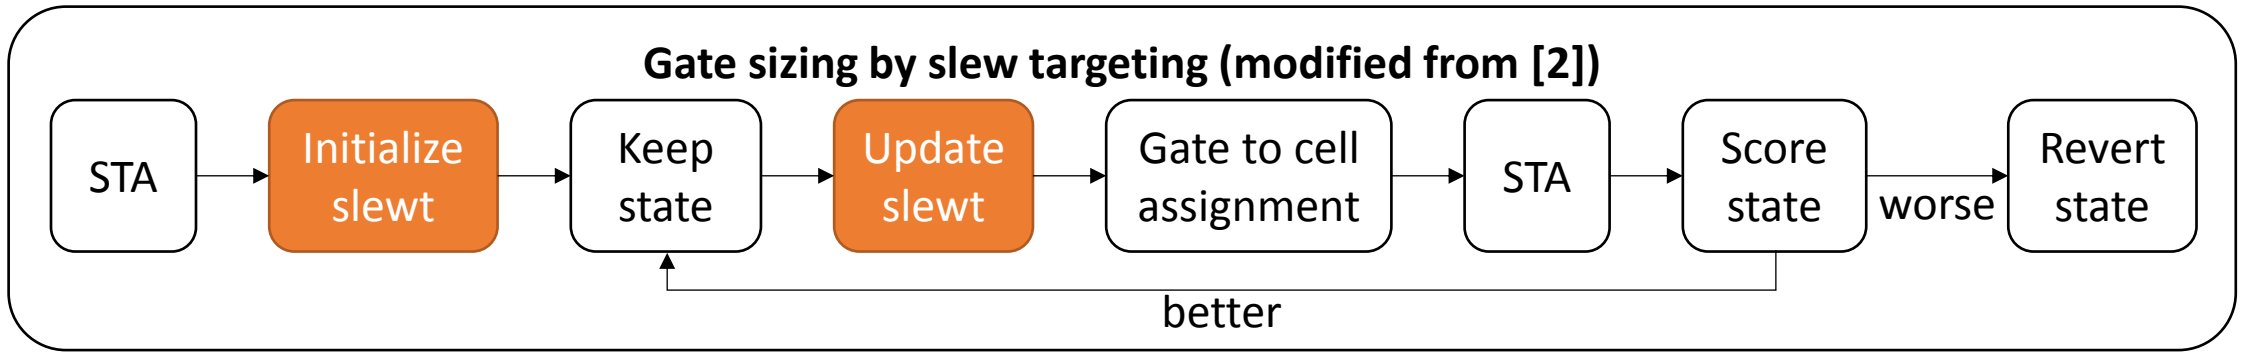 Gate sizing by slew targeting (modified from [2])
STA
Initialize
slewt
Keep
state
Update
slewt
Gate to cell
assignment
STA
Score
state
worse
Revert
state
better